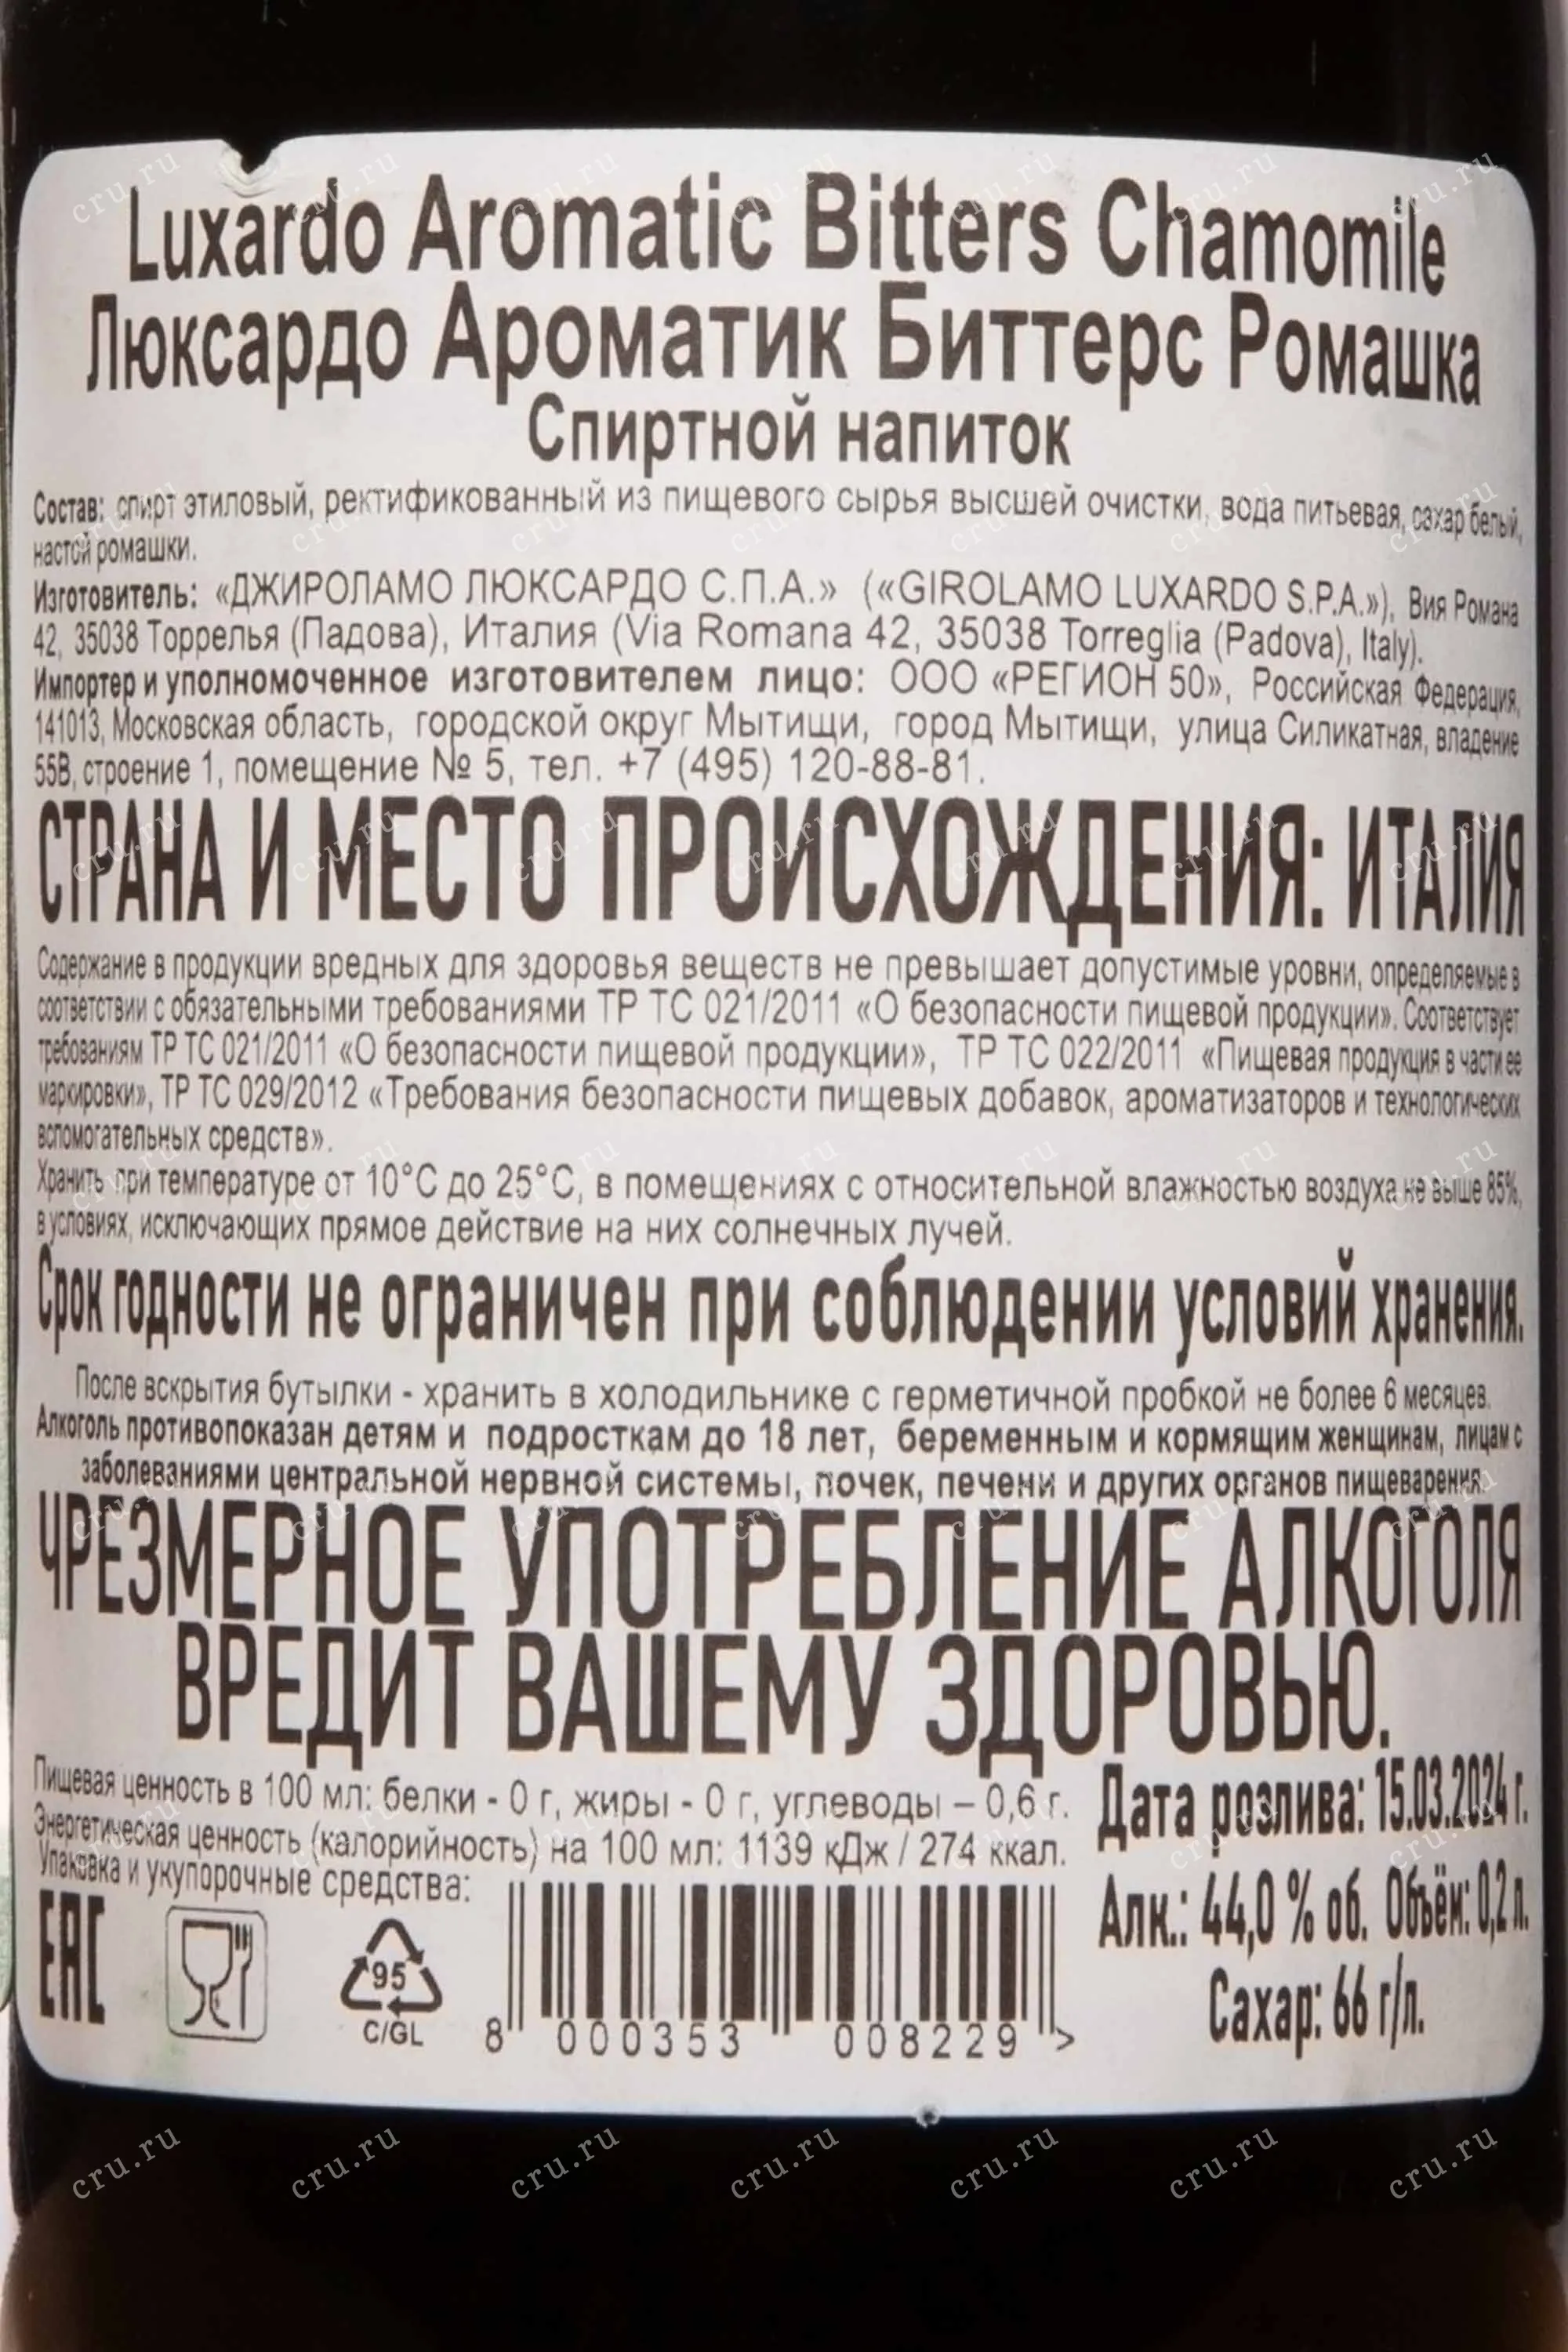 Luxardo Aromatic Bitters Chamomile
Люксардо Ароматик Биттерс Ромашка
Спиртной напиток
Состав: спирт этиловый, ректификованный из пищевого сырья высшей очистки, вода питьевая, сахар белый,
настой ромашки.
Изготовитель: «ДЖИРОЛАМО ЛЮКСАРДО С.П.А.» («GIROLAMO LUXARDO S.P.A.»), Вия Романа
42, 35038 Торрелья (Падова), Италия (Via Romana 42, 35038 Torreglia (Padova), Italy).
Импортер и уполномоченное изготовителем лицо: ООО «РЕГИОН 50», Российская Федерация,
141013, Московская область, городской округ Мытищи, город Мытищи, улица Силикатная, владение
55В, строение 1, помещение № 5, тел. +7 (495) 120-88-81.
СТРАНА И МЕСТО ПРОИСХОЖДЕНИЯ: ИТАЛИЯ
Содержание в продукции вредных для здоровья веществ не превышает допустимые уровни, определяемые в
соответствии с обязательными требованиями ТР ТС 021/2011 «О безопасности пищевой продукции». Соответствует
требованиям ТР ТС 021/2011 «О безопасности пищевой продукции», ТР ТС 022/2011 «Пищевая продукция в части ее
маркировки», ТР ТС 029/2012 «Требования безопасности пищевых добавок, ароматизаторов и технологических
вспомогательных средств».
Хранить при температуре от 10°С до 25°С, в помещениях с относительной влажностью воздуха не выше 85%,
в условиях, исключающих прямое действие на них солнечных лучей.
Срок годности не ограничен при соблюдении условий хранения.
После вскрытия бутылки - хранить в холодильнике с герметичной пробкой не более 6 месяцев.
Алкоголь противопоказан детям и подросткам до 18 лет, беременным и кормящим женщинам, лицам с
заболеваниями центральной нервной системы, почек, печени и других органов пищеварения.
ЧРЕЗМЕРНОЕ УПОТРЕБЛЕНИЕ АЛКОГОЛЯ
ВРЕДИТ ВАШЕМУ ЗДОРОВЬЮ.
Пищевая ценность в 100 мл: белки - 0 г, жиры - 0 г, углеводы – 0,6 г.
Энергетическая ценность (калорийность) на 100 мл: 1139 кДж / 274 ккал.
Упаковка и укупорочные средства:
Дата розлива: 15.03.2024 г.
Алк.: 44,0 % об. Объём: 0,2 л.
Сахар: 66 г/л.
ЕАС
95
C/GL
8 000353 008229 >
cru.ru